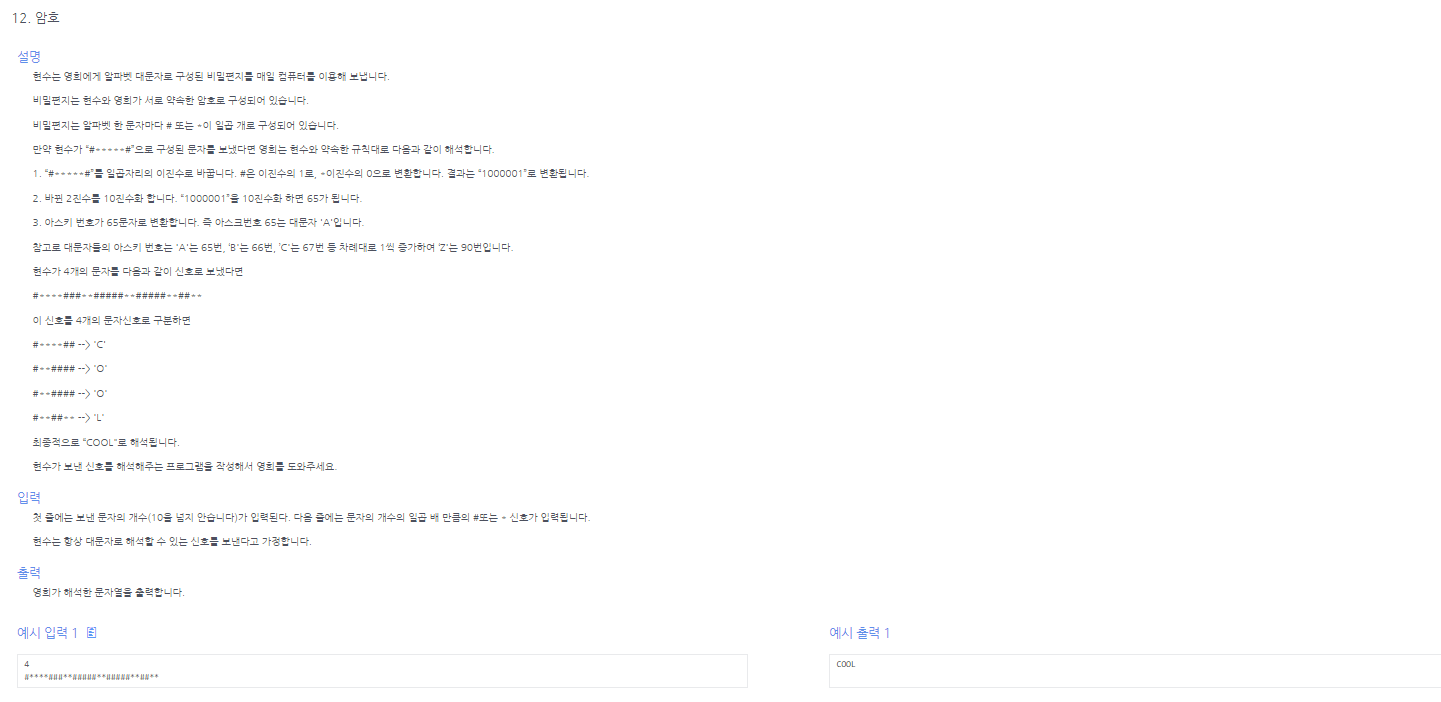 12. 암호
설명
현수는 영희에게 알파벳 대문자로 구성된 비밀편지를 매일 컴퓨터를 이용해 보냅니다.
비밀편지는 현수와 영희가 서로 약속한 암호로 구성되어 있습니다.
비밀편지는 알파벳 한 문자마다 # 또는 *이 일곱 개로 구성되어 있습니다.
만약 현수가 “#*****#”으로 구성된 문자를 보냈다면 영희는 현수와 약속한 규칙대로 다음과 같이 해석합니다.
1. “#*****#”를 일곱자리의 이진수로 바꿉니다. #은 이진수의 1로, *이진수의 0으로 변환합니다. 결과는 “1000001”로 변환됩니다.
2. 바뀐 2진수를 10진수화 합니다. “1000001”을 10진수화 하면 65가 됩니다.
3. 아스키 번호가 65문자로 변환합니다. 즉 아스크번호 65는 대문자 'A'입니다.
참고로 대문자들의 아스키 번호는 'A'는 65번, ‘B'는 66번, ’C'는 67번 등 차례대로 1씩 증가하여 ‘Z'는 90번입니다.
현수가 4개의 문자를 다음과 같이 신호로 보냈다면
#****###**#####**#####**##**
이 신호를 4개의 문자신호로 구분하면
#****## --> 'C'
#**#### --> 'O'
#**#### --> 'O'
#**##** --> 'L'
최종적으로 “COOL"로 해석됩니다.
현수가 보낸 신호를 해석해주는 프로그램을 작성해서 영희를 도와주세요.
입력
첫 줄에는 보낸 문자의 개수(10을 넘지 안습니다)가 입력된다. 다음 줄에는 문자의 개수의 일곱 배 만큼의 #또는 * 신호가 입력됩니다.
현수는 항상 대문자로 해석할 수 있는 신호를 보낸다고 가정합니다.
출력
영희가 해석한 문자열을 출력합니다.
예시 입력 1
4
#****###**#####**#####**##**
예시 출력 1
COOL